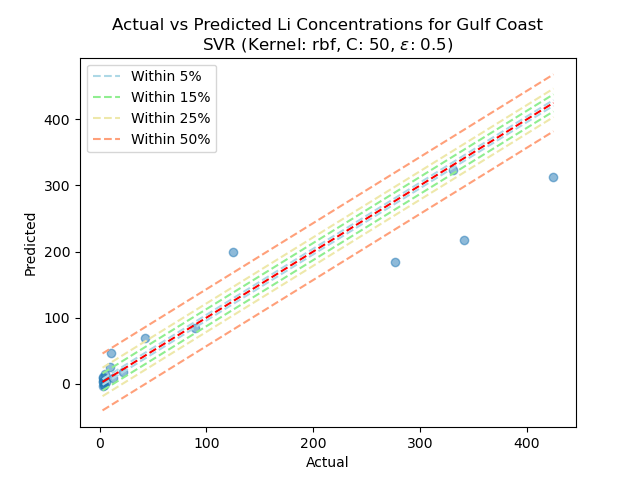 Actual vs Predicted Li Concentrations for Gulf Coast
SVR (Kernel: rbf, C: 50, ε: 0.5)
Within 5%
Within 15%
Within 25%
Within 50%
Predicted
400
300
200
100
0
0 100 200 300 400
Actual